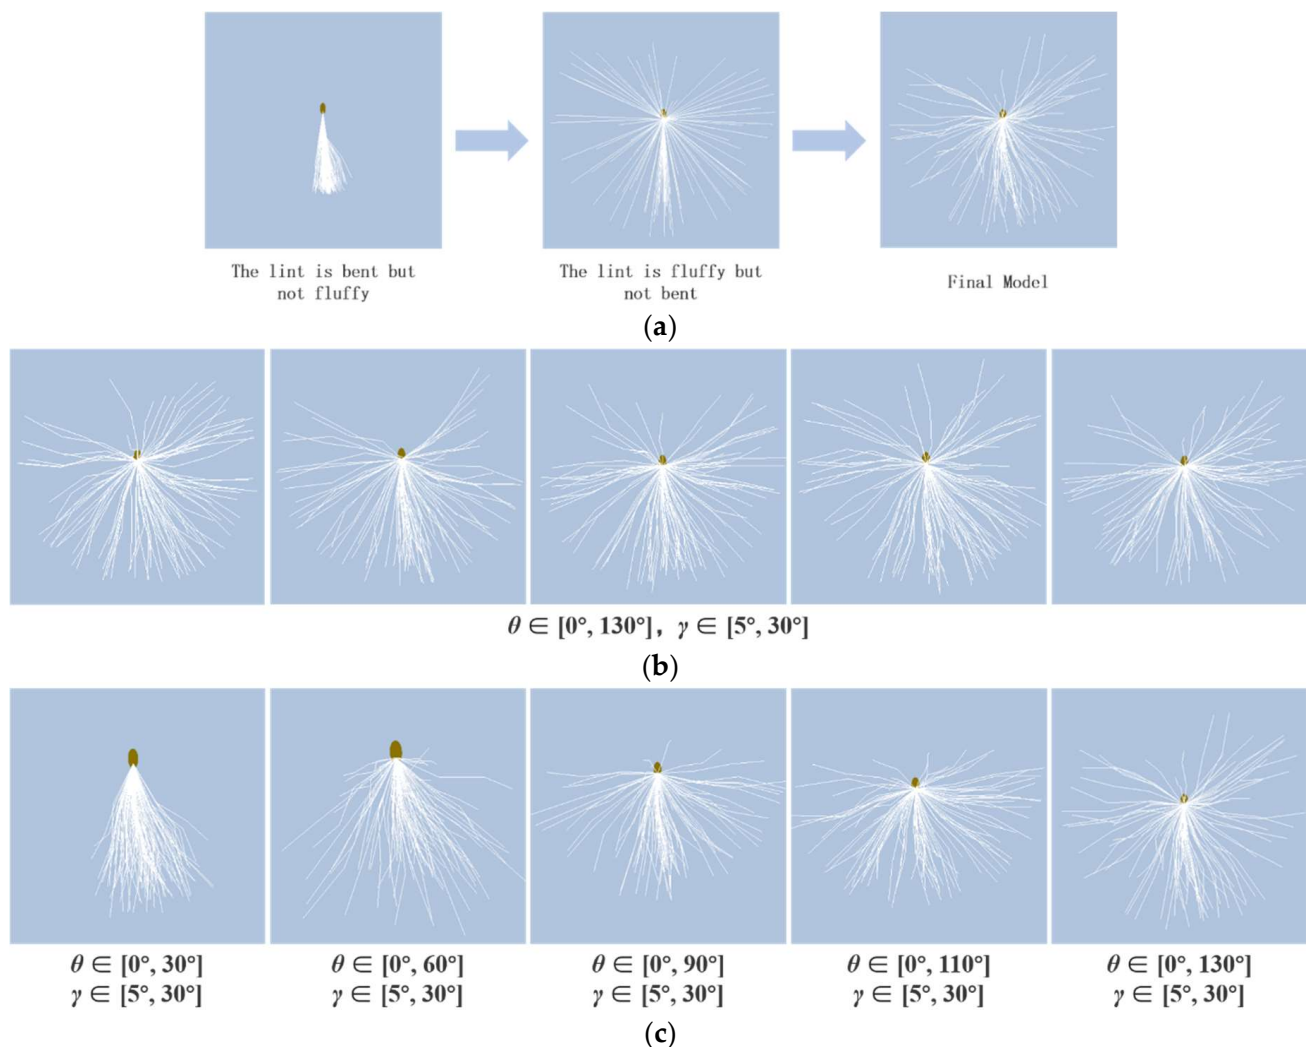 The lint is bent but
not fluffy
The lint is fluffy but
not bent
Final Model
(a)
θ ∈ [0°, 130°], γ ∈ [5°, 30°]
(b)
θ ∈ [0°, 30°]
γ ∈ [5°, 30°]
θ ∈ [0°, 60°]
γ ∈ [5°, 30°]
θ ∈ [0°, 90°]
γ ∈ [5°, 30°]
θ ∈ [0°, 110°]
γ ∈ [5°, 30°]
θ ∈ [0°, 130°]
γ ∈ [5°, 30°]
(c)